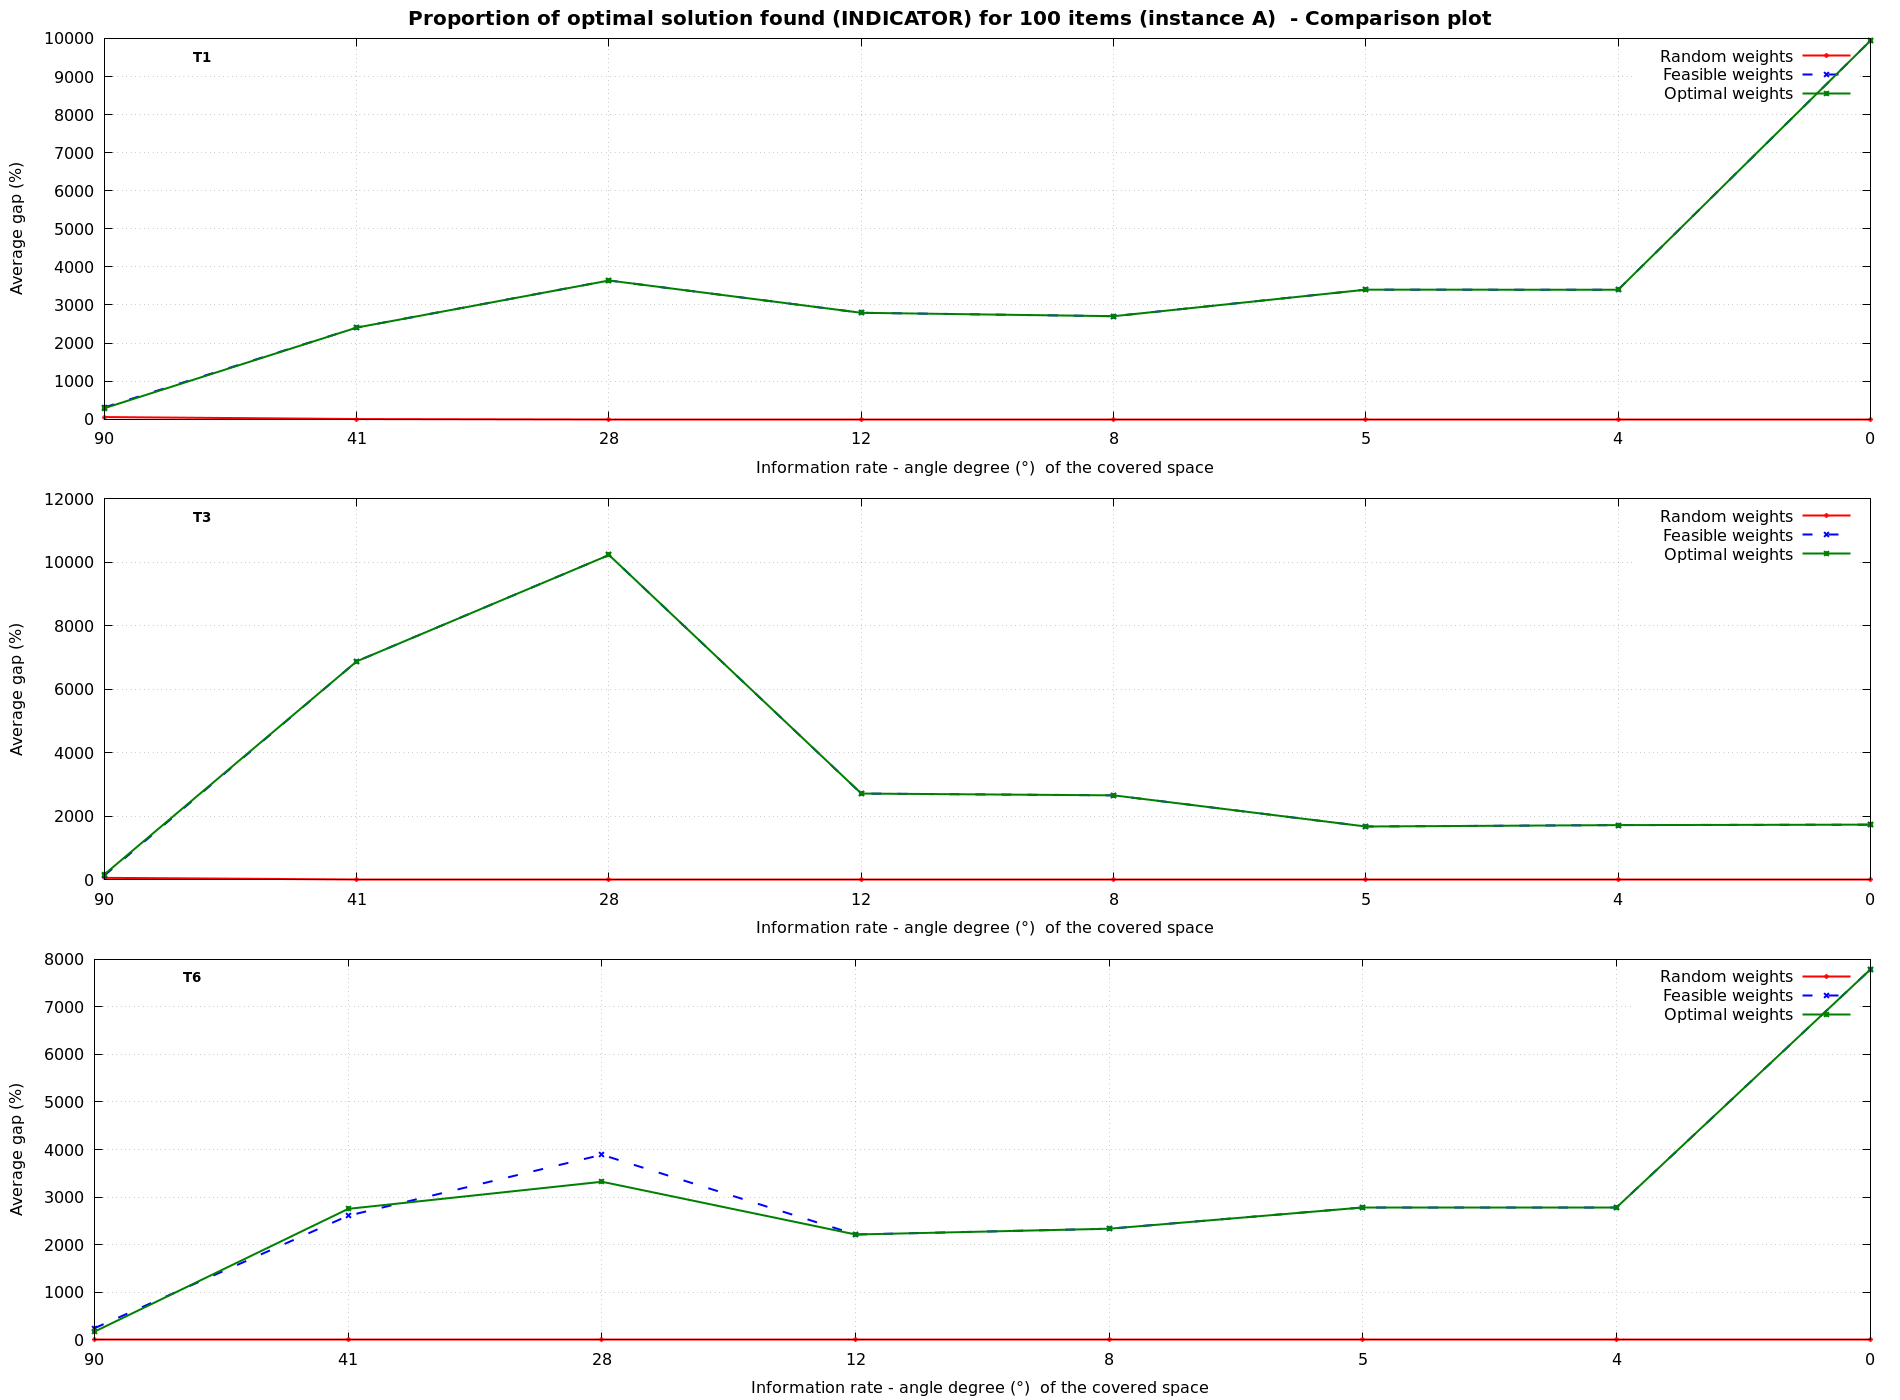 Proportion of optimal solution found (INDICATOR) for 100 items (instance A)  - Comparison plot
T1
Random weights
Feasible weights
Optimal weights
Average gap (%)
10000
9000
8000
7000
6000
5000
4000
3000
2000
1000
0
90 41 28 12 8 5 4 0
Information rate - angle degree (°)  of the covered space
T3
Random weights
Feasible weights
Optimal weights
Average gap (%)
12000
10000
8000
6000
4000
2000
0
90 41 28 12 8 5 4 0
Information rate - angle degree (°)  of the covered space
T6
Random weights
Feasible weights
Optimal weights
Average gap (%)
8000
7000
6000
5000
4000
3000
2000
1000
0
90 41 28 12 8 5 4 0
Information rate - angle degree (°)  of the covered space